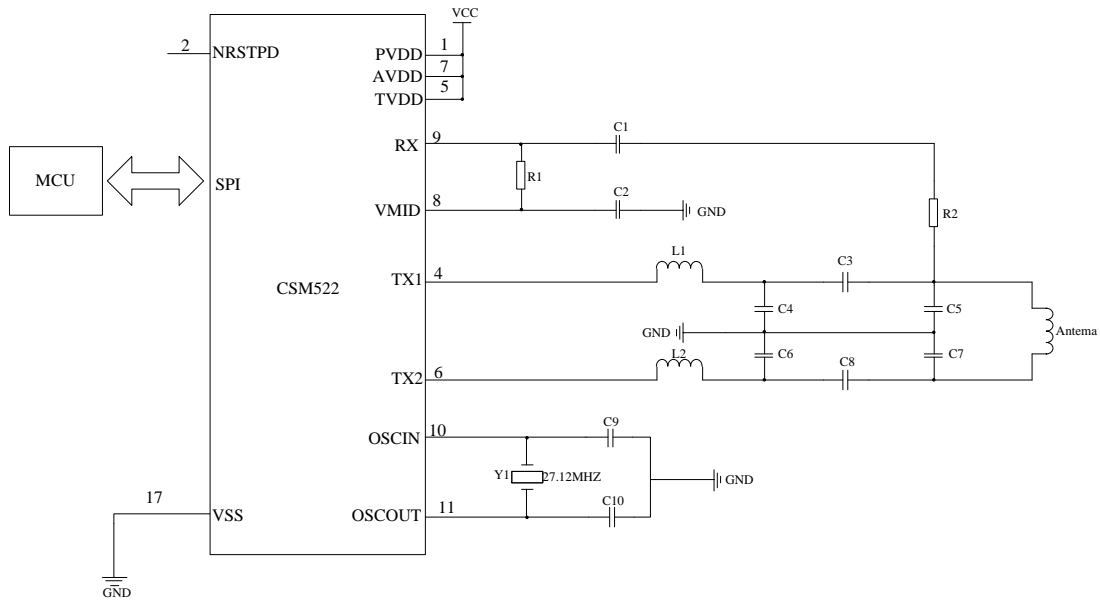 VCC
2
NRSTPD
PVDD
1
AVDD
7
TVDD
5
RX
9
C1
R1
MCU
SPI
C2
VMID
8
GND
R2
L1
TX1
4
C3
CSM522
C4
C5
GND
Antema
L2
C6
C7
C8
TX2
6
OSCIN
10
C9
Y1
27.12MHZ
GND
C10
17
VSS
OSCOUT
11
GND